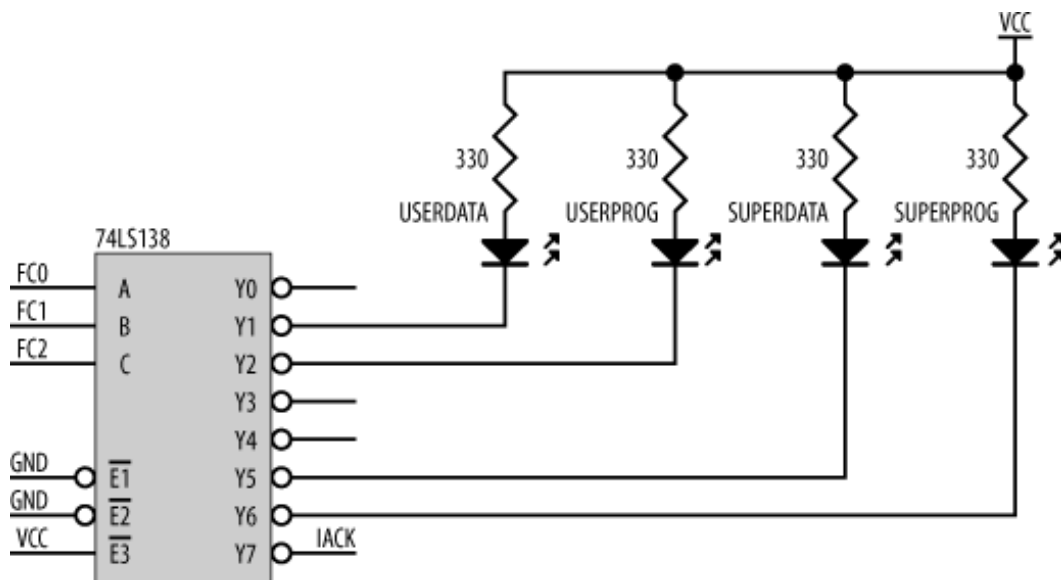 VCC
330 330 330 330
USERDATA USERPROG SUPERDATA SUPERPROG
74LS138
FC0 A Y0
FC1 B Y1
FC2 C Y2
Y3
Y4
GND E1 Y5
GND E2 Y6
VCC E3 Y7 IACK